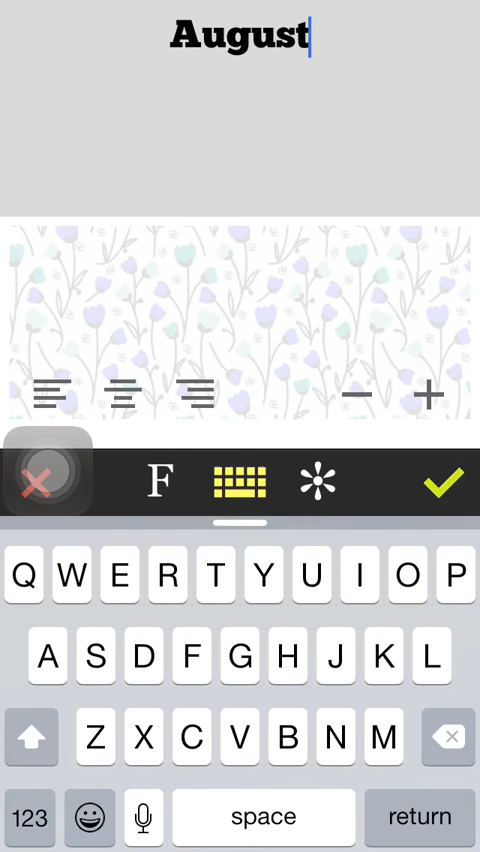 August
F
Q W E R T Y U I O P
A S D F G H J K L
Z X C V B N M
123 space return